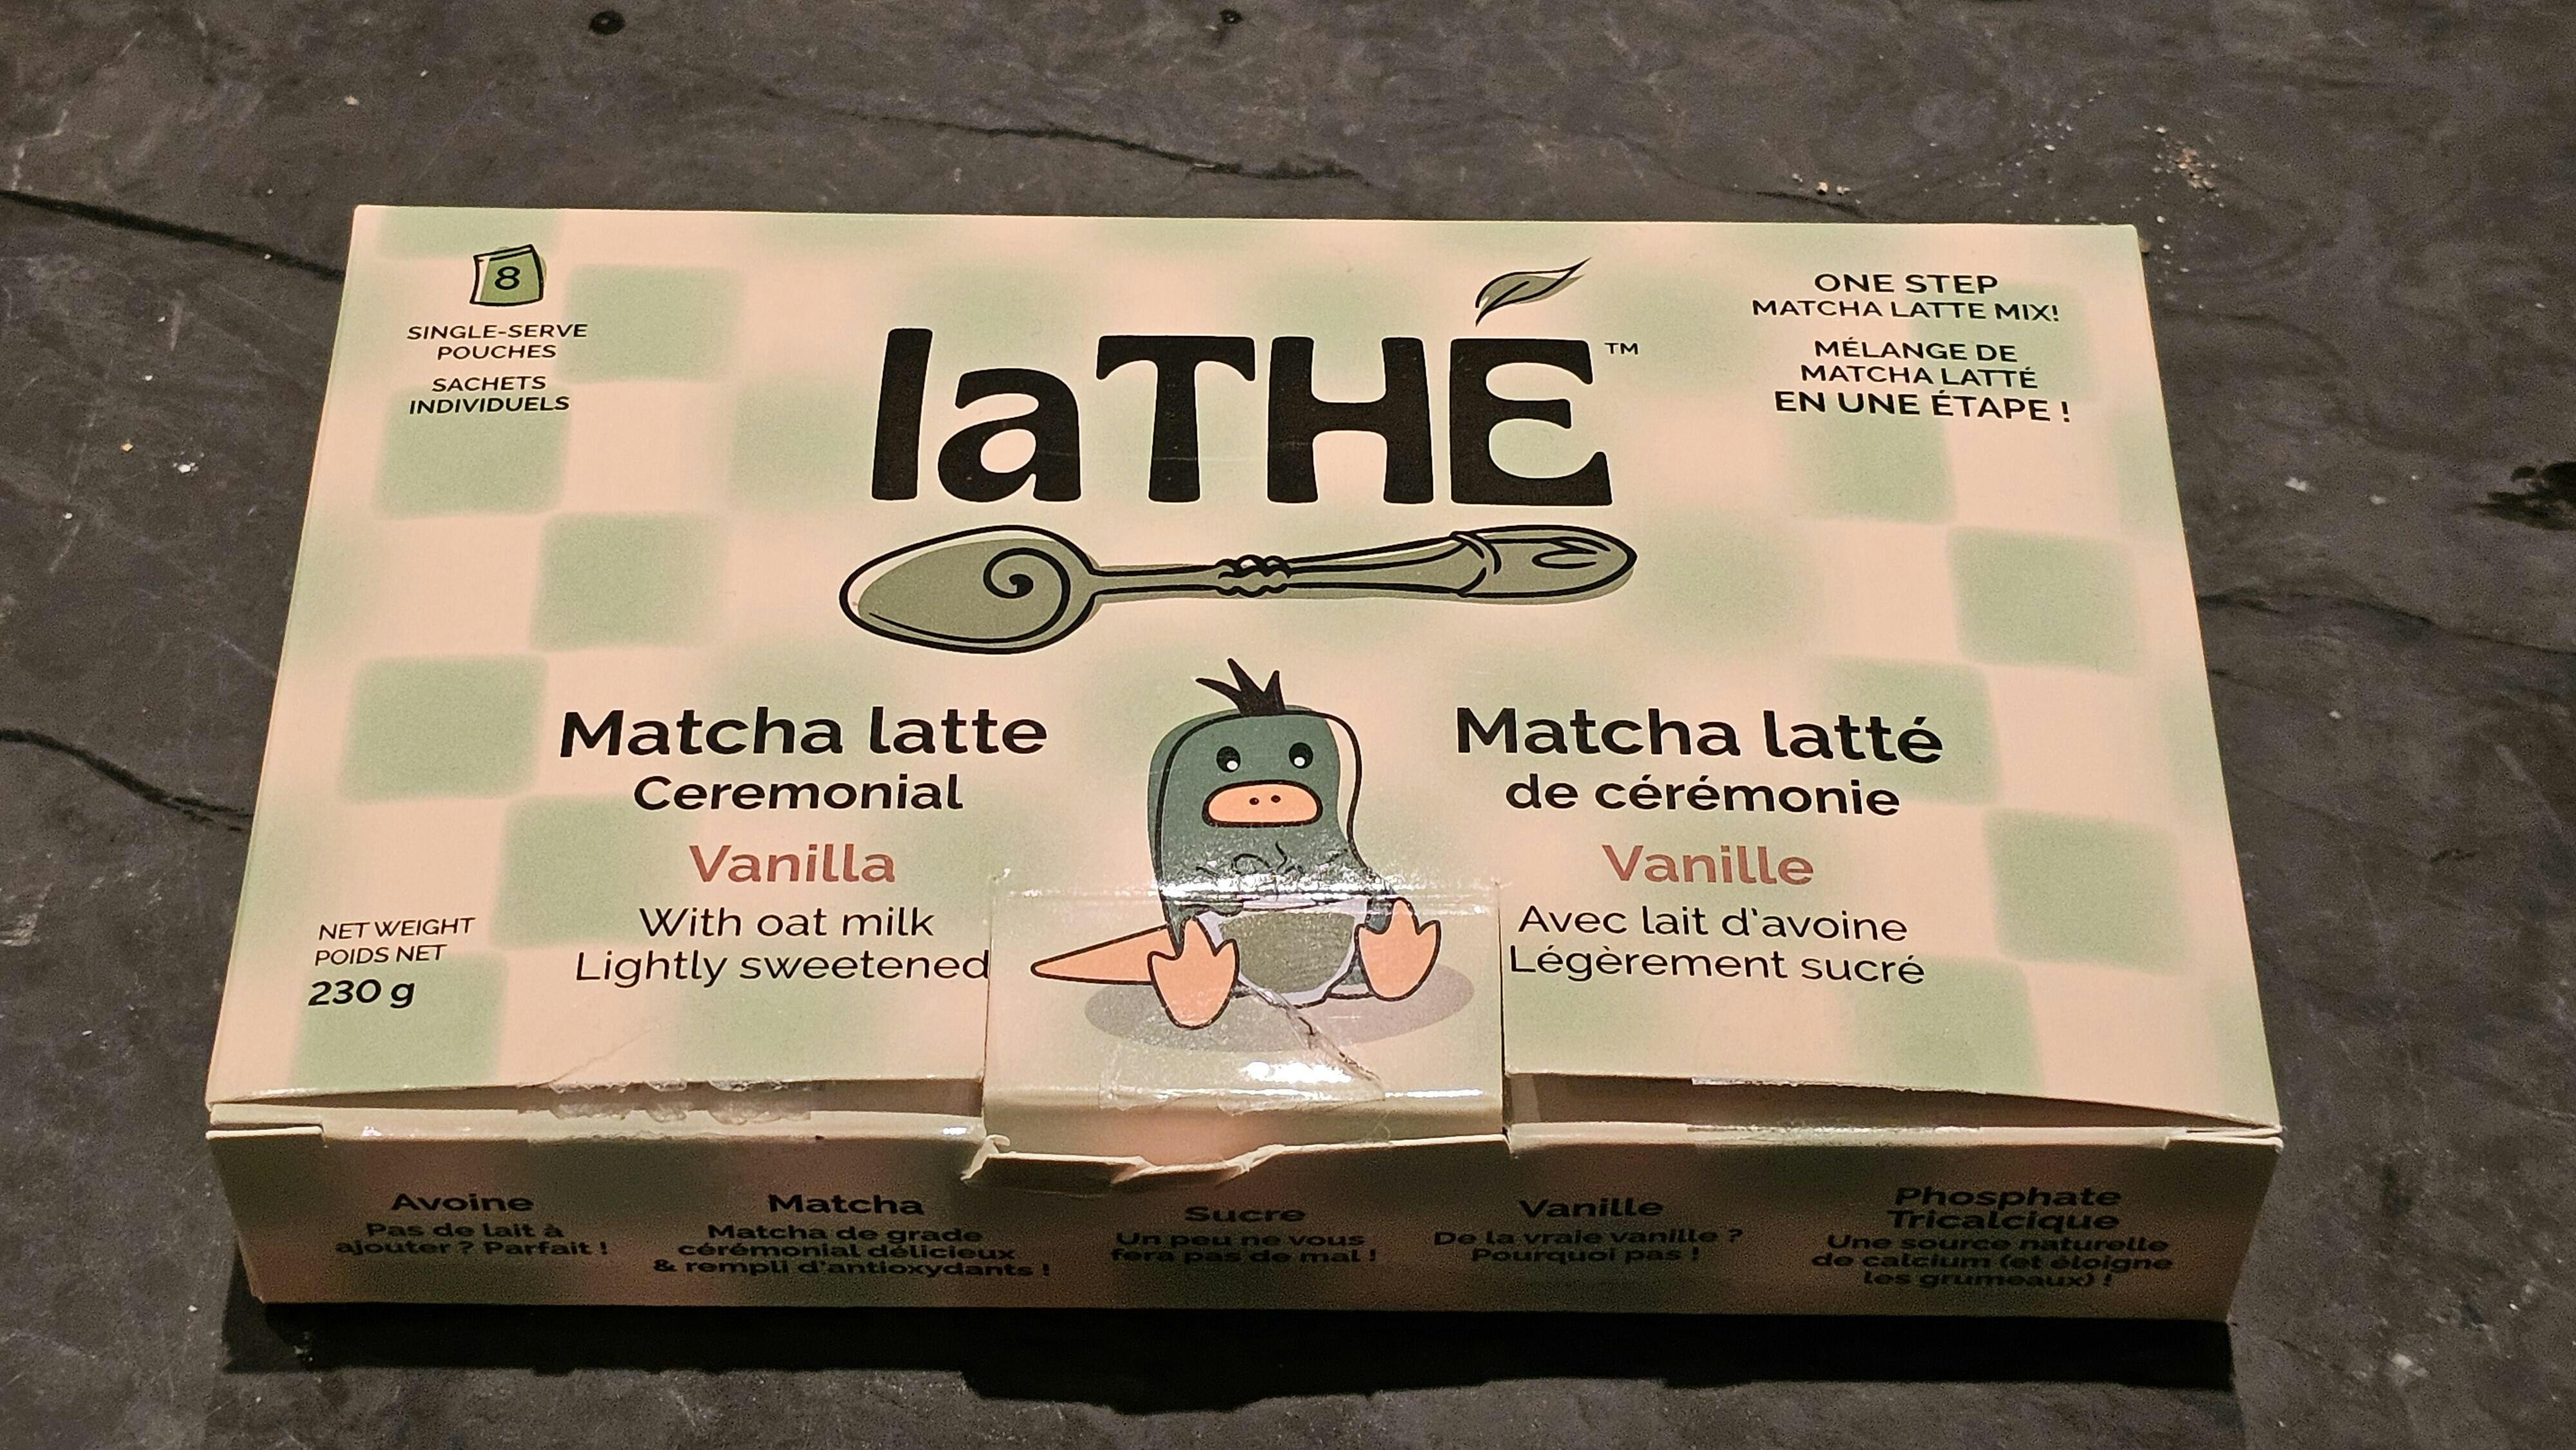 8
SINGLE-SERVE
POUCHES
SACHETS
INDIVIDUELS
laTHÉ™
ONE STEP
MATCHA LATTE MIX!
MÉLANGE DE
MATCHA LATTÉ
EN UNE ÉTAPE !
Matcha latte
Ceremonial
Vanilla
With oat milk
Lightly sweetened
Matcha latté
de cérémonie
Vanille
Avec lait d'avoine
Légèrement sucré
NET WEIGHT
POIDS NET
230 g
Avoine
Pas de lait à
ajouter ? Parfait !
Matcha
Matcha de grade
cérémonial délicieux
& rempli d'antioxydants !
Sucre
Un peu ne vous
fera pas de mal !
Vanille
De la vraie vanille ?
Pourquoi pas !
Phosphate
Tricalcique
Une source naturelle
de calcium (et éloigne
les grumeaux) !